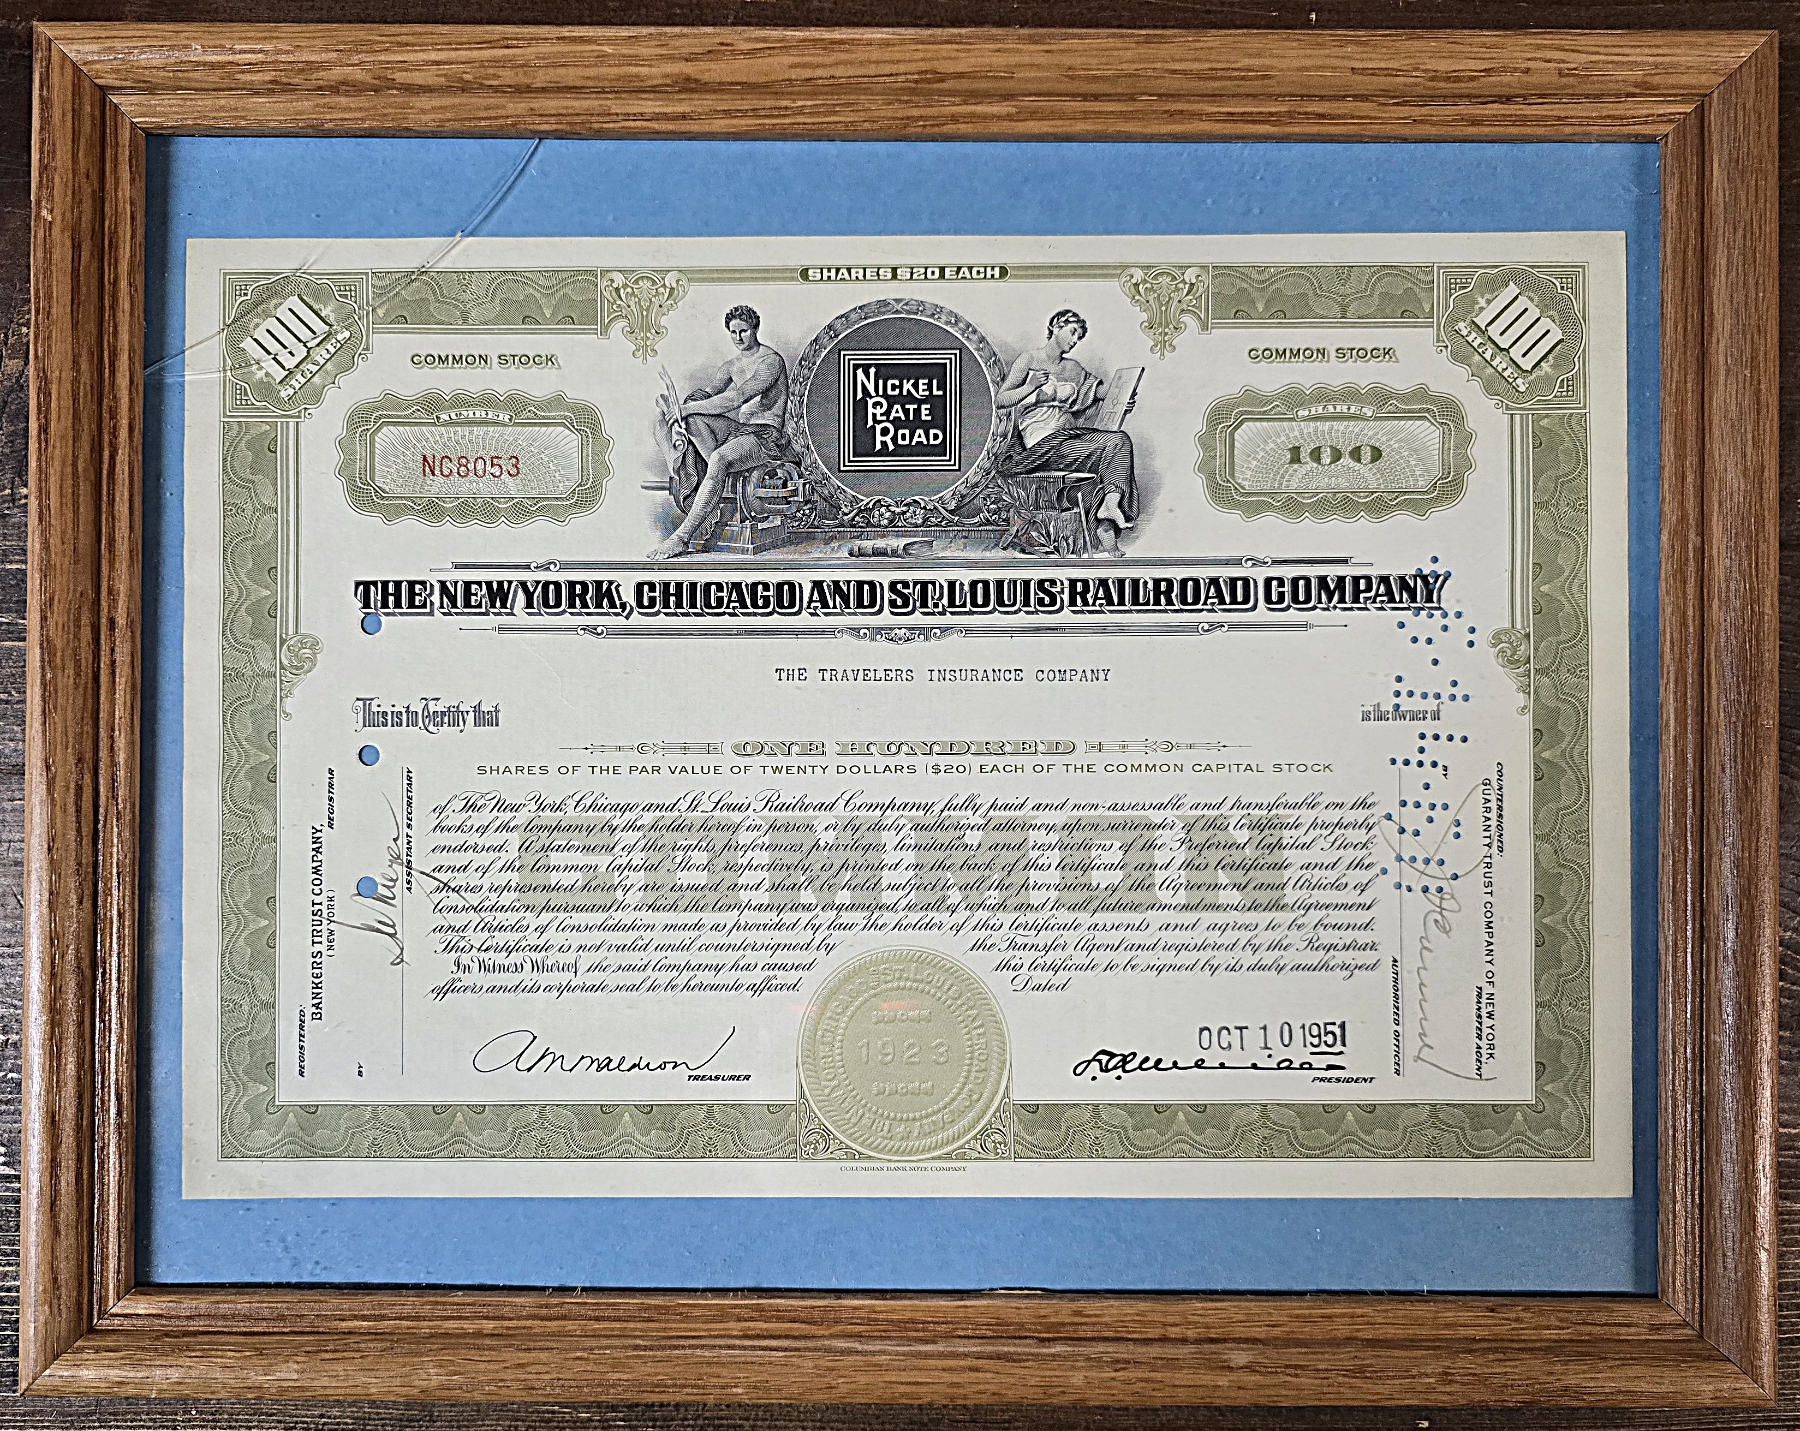 SHARES $20 EACH
100
SHARES
100
SHARES
COMMON STOCK
COMMON STOCK
NUMBER
NC8053
NICKEL
PLATE
ROAD
SHARES
100
THE NEW YORK, CHICAGO AND ST. LOUIS RAILROAD COMPANY
THE TRAVELERS INSURANCE COMPANY
This is to Certify that
is the owner of
ONE HUNDRED
SHARES OF THE PAR VALUE OF TWENTY DOLLARS ($20) EACH OF THE COMMON CAPITAL STOCK
of The New York, Chicago and St. Louis Railroad Company, fully paid and non-assessable and transferable on the
books of the Company by the holder hereof in person, or by duly authorized attorney, upon surrender of this Certificate properly
endorsed. A statement of the rights, preferences, privileges, limitations and restrictions of the Preferred Capital Stock
and of the Common Capital Stock, respectively, is printed on the back of this Certificate and this Certificate and the
shares represented hereby are issued and shall be held subject to all the provisions of the Agreement and Articles of
Consolidation pursuant to which the Company was organized, to all of which and to all future amendments to the Agreement
and Articles of Consolidation made as provided by law the holder of this Certificate assents and agrees to be bound.
This Certificate is not valid until countersigned by the Transfer Agent and registered by the Registrar.
In Witness Whereof, the said Company has caused this Certificate to be signed by its duly authorized
officers, and its corporate seal to be hereunto affixed. Dated
OCT 10 1951
TREASURER
PRESIDENT
1923
REGISTERED:
BANKERS TRUST COMPANY,
(NEW YORK)
REGISTRAR
BY
ASSISTANT SECRETARY
COUNTERSIGNED:
GUARANTY TRUST COMPANY OF NEW YORK,
TRANSFER AGENT
BY
AUTHORIZED OFFICER
COLUMBIAN BANK NOTE COMPANY